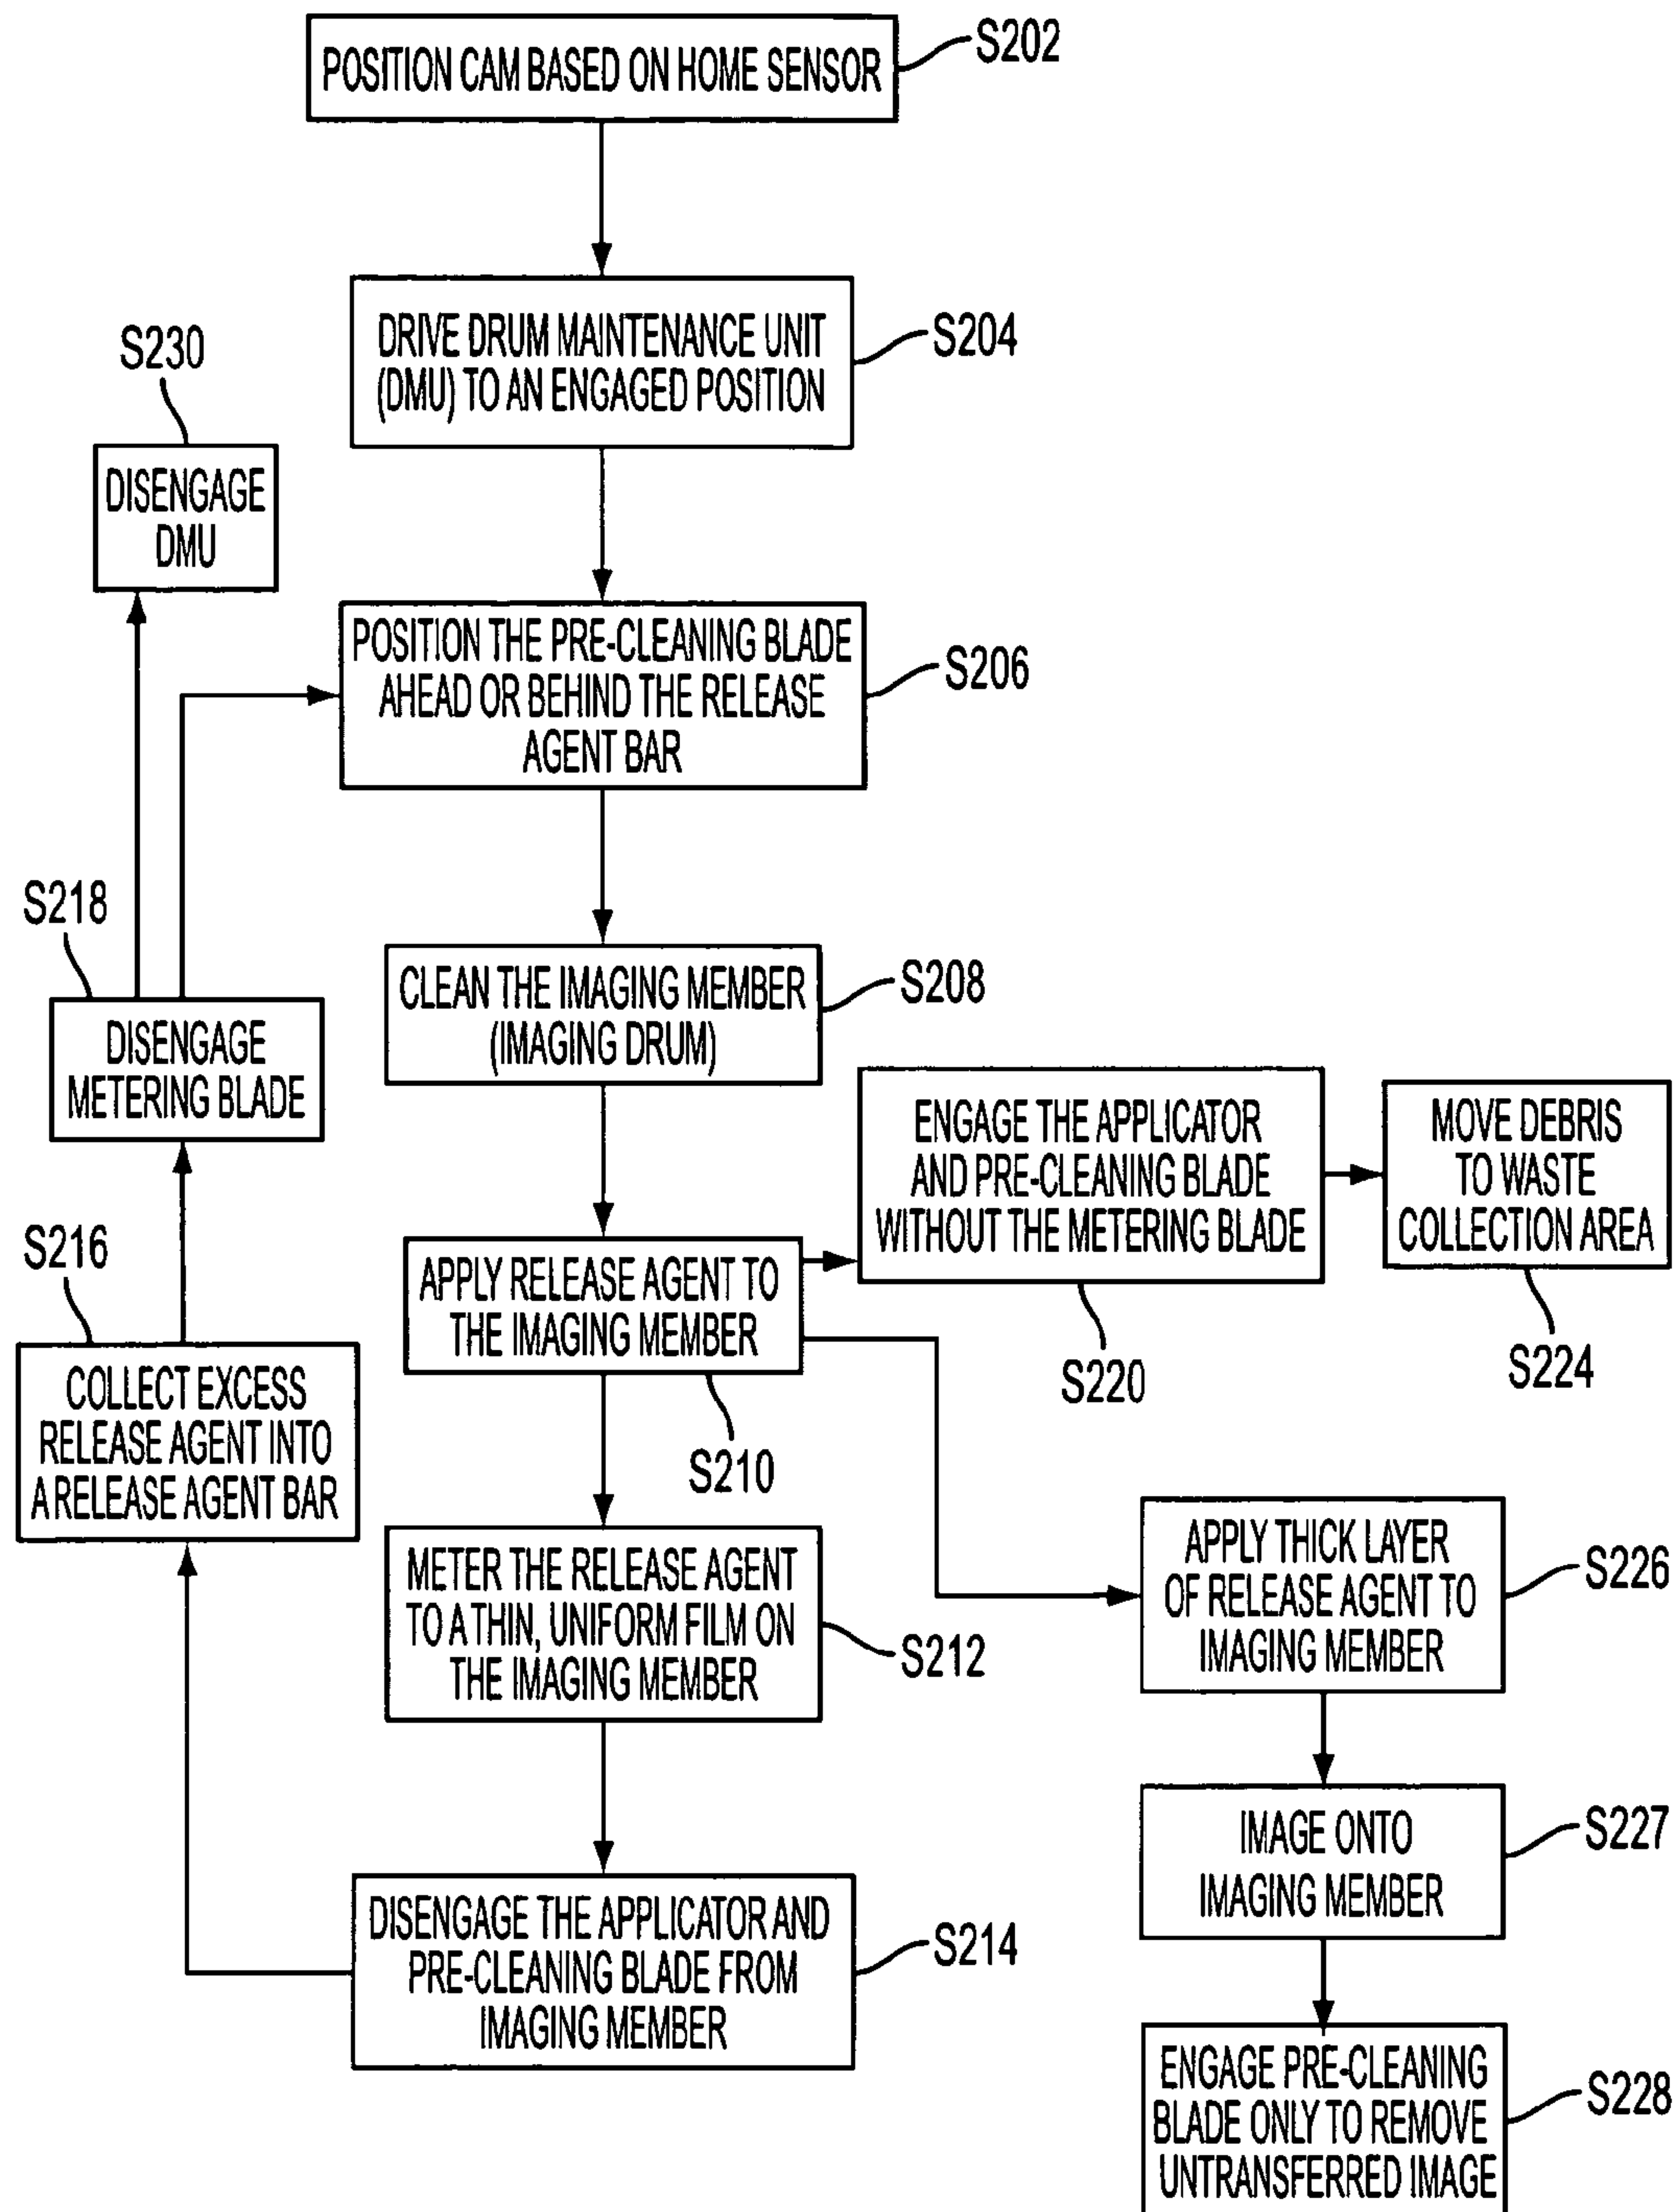 POSITION CAM BASED ON HOME SENSOR
S202
DRIVE DRUM MAINTENANCE UNIT
(DMU) TO AN ENGAGED POSITION
S204
S230
DISENGAGE
DMU
POSITION THE PRE-CLEANING BLADE
AHEAD OR BEHIND THE RELEASE
AGENT BAR
S206
S218
DISENGAGE
METERING BLADE
CLEAN THE IMAGING MEMBER
(IMAGING DRUM)
S208
ENGAGE THE APPLICATOR
AND PRE-CLEANING BLADE
WITHOUT THE METERING BLADE
S220
MOVE DEBRIS
TO WASTE
COLLECTION AREA
S224
S216
COLLECT EXCESS
RELEASE AGENT INTO
A RELEASE AGENT BAR
APPLY RELEASE AGENT TO
THE IMAGING MEMBER
S210
METER THE RELEASE AGENT
TO A THIN, UNIFORM FILM ON
THE IMAGING MEMBER
S212
APPLY THICK LAYER
OF RELEASE AGENT TO
IMAGING MEMBER
S226
IMAGE ONTO
IMAGING MEMBER
S227
DISENGAGE THE APPLICATOR AND
PRE-CLEANING BLADE FROM
IMAGING MEMBER
S214
ENGAGE PRE-CLEANING
BLADE ONLY TO REMOVE
UNTRANSFERRED IMAGE
S228